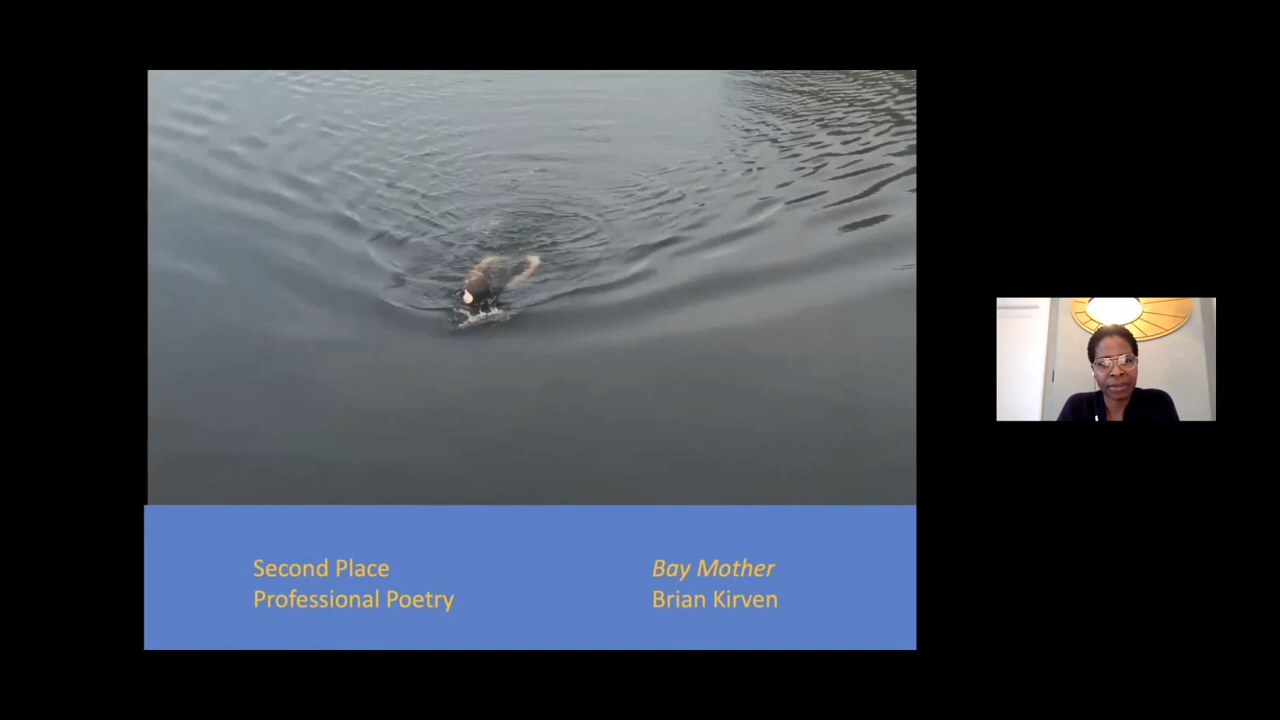 Second Place
Professional Poetry
Bay Mother
Brian Kirven